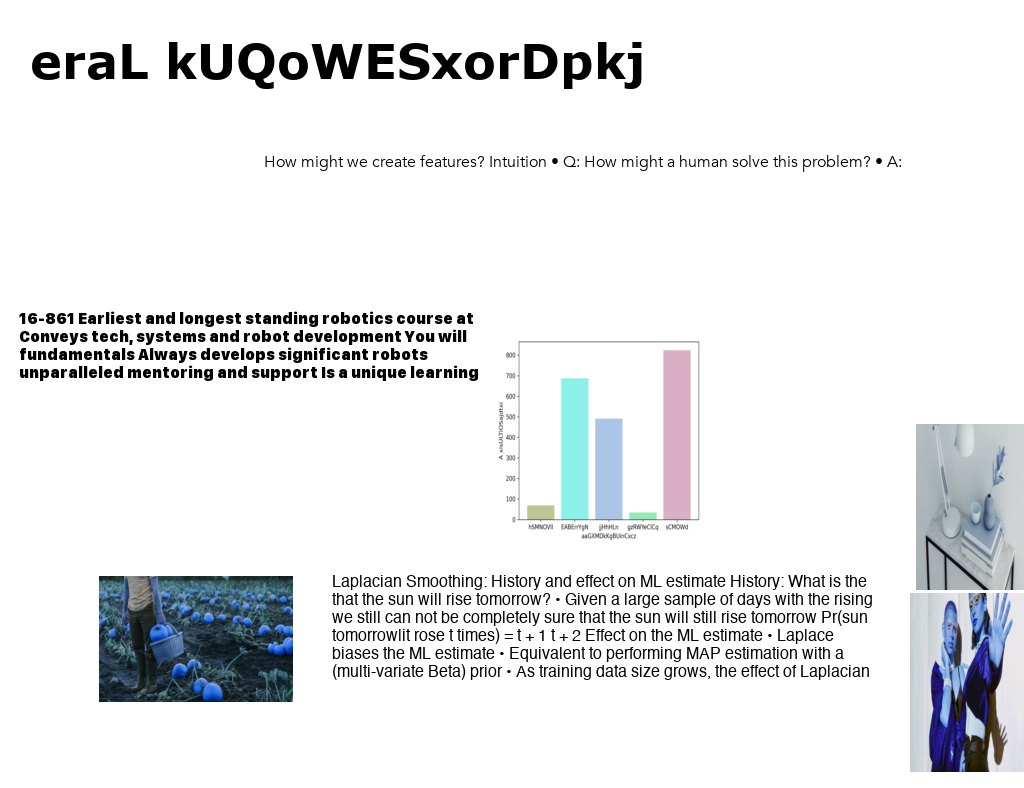 eraL kUQoWESxorDpkj
How might we create features? Intuition • Q: How might a human solve this problem? • A:
16-861 Earliest and longest standing robotics course at
Conveys tech, systems and robot development You will
fundamentals Always develops significant robots
unparalleled mentoring and support Is a unique learning
800
700
600
500
400
300
200
100
0
hSMNOVil EABErrYgN jjHhHLn gzRWYeCICq sCMOWd
Laplacian Smoothing: History and effect on ML estimate History: What is the
that the sun will rise tomorrow? • Given a large sample of days with the rising
we still can not be completely sure that the sun will still rise tomorrow Pr(sun
tomorrowlit rose t times) = t + 1 t + 2 Effect on the ML estimate • Laplace
biases the ML estimate • Equivalent to performing MAP estimation with a
(multi-variate Beta) prior • As training data size grows, the effect of Laplacian